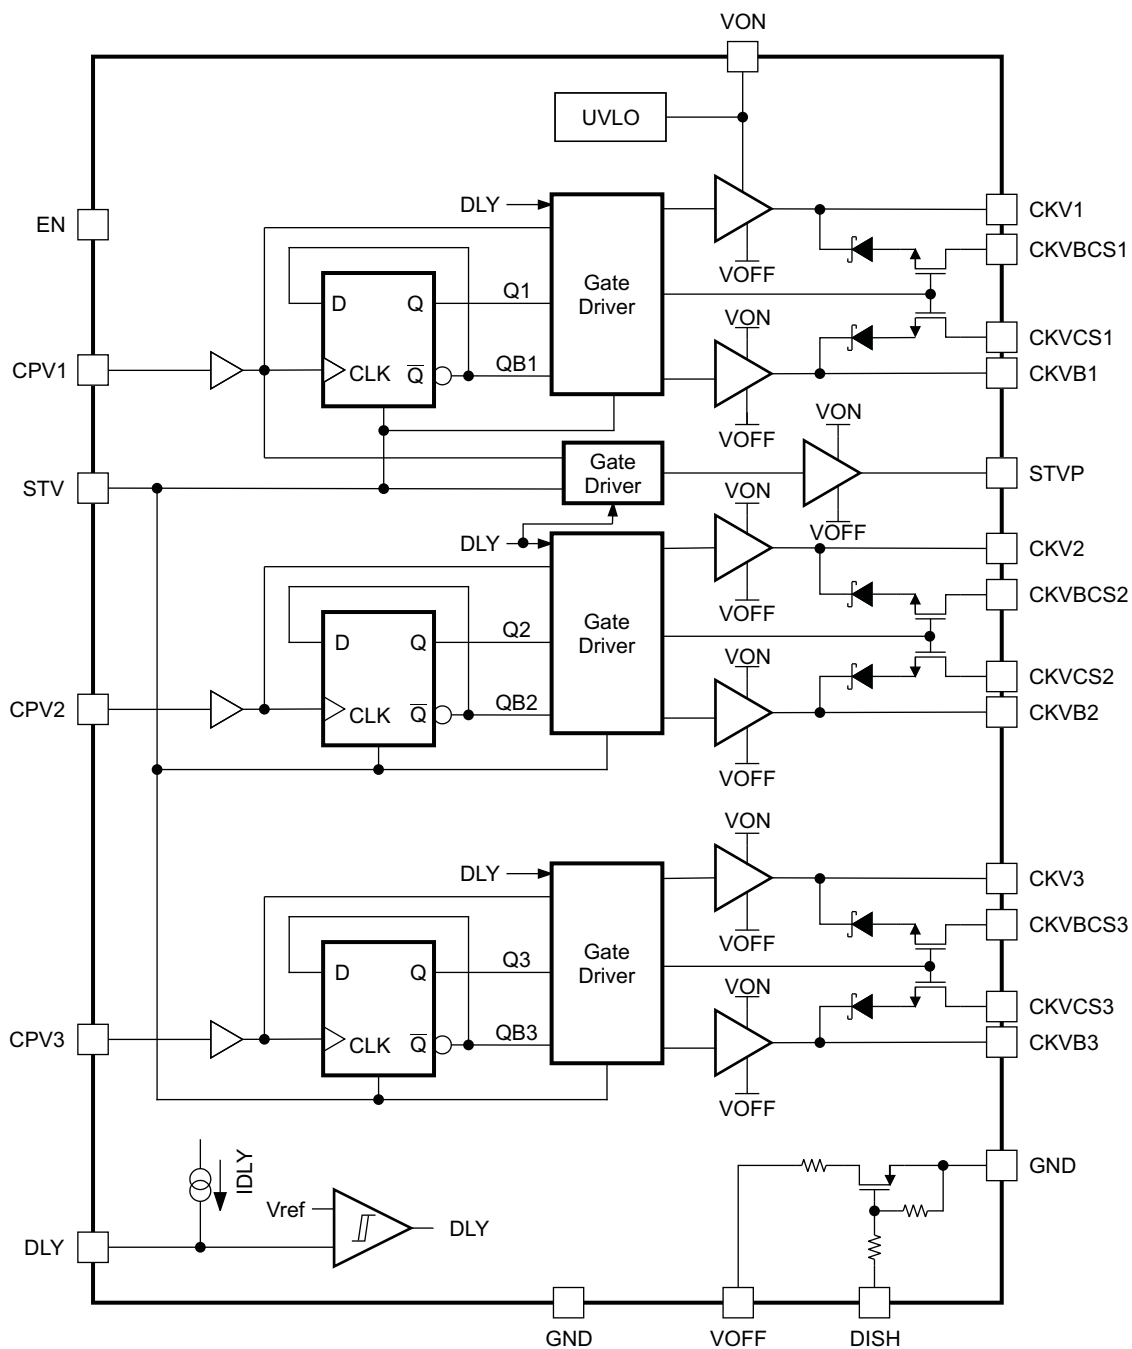 VON
UVLO
EN
DLY
CKV1
CKVBCS1
VOFF
D
Q
Q1
Gate
Driver
VON
CKVCS1
CPV1
CLK
Q̅
QB1
CKVB1
VOFF
VON
STV
Gate
Driver
STVP
VON
VOFF
DLY
CKV2
CKVBCS2
VOFF
D
Q
Q2
Gate
Driver
VON
CKVCS2
CPV2
CLK
Q̅
QB2
CKVB2
VOFF
VON
DLY
CKV3
CKVBCS3
VOFF
D
Q
Q3
Gate
Driver
VON
CKVCS3
CPV3
CLK
Q̅
QB3
CKVB3
VOFF
IDLY
GND
Vref
DLY
DLY
GND
VOFF
DISH